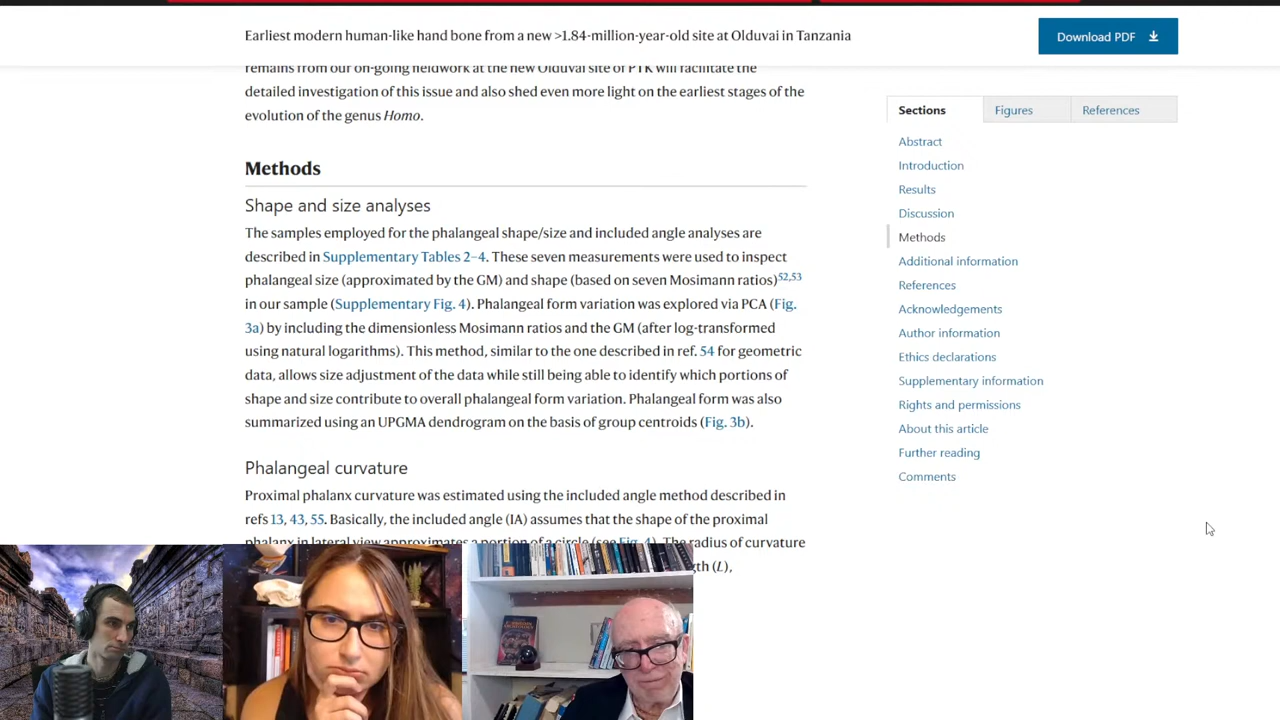 Earliest modern human-like hand bone from a new >1.84-million-year-old site at Olduvai in Tanzania
Download PDF
remains from our on-going fieldwork at the new Olduvai site of PTK will facilitate the
detailed investigation of this issue and also shed even more light on the earliest stages of the
evolution of the genus Homo.
Methods
Shape and size analyses
The samples employed for the phalangeal shape/size and included angle analyses are
described in Supplementary Tables 2–4. These seven measurements were used to inspect
phalangeal size (approximated by the GM) and shape (based on seven Mosimann ratios)52,53
in our sample (Supplementary Fig. 4). Phalangeal form variation was explored via PCA (Fig.
3a) by including the dimensionless Mosimann ratios and the GM (after log-transformed
using natural logarithms). This method, similar to the one described in ref. 54 for geometric
data, allows size adjustment of the data while still being able to identify which portions of
shape and size contribute to overall phalangeal form variation. Phalangeal form was also
summarized using an UPGMA dendrogram on the basis of group centroids (Fig. 3b).
Phalangeal curvature
Proximal phalanx curvature was estimated using the included angle method described in
refs 13, 43, 55. Basically, the included angle (IA) assumes that the shape of the proximal
phalanx in lateral view approximates a portion of a circle (see Fig. 4). The radius of curvature
gth (L),
Sections
Figures
References
Abstract
Introduction
Results
Discussion
Methods
Additional information
References
Acknowledgements
Author information
Ethics declarations
Supplementary information
Rights and permissions
About this article
Further reading
Comments